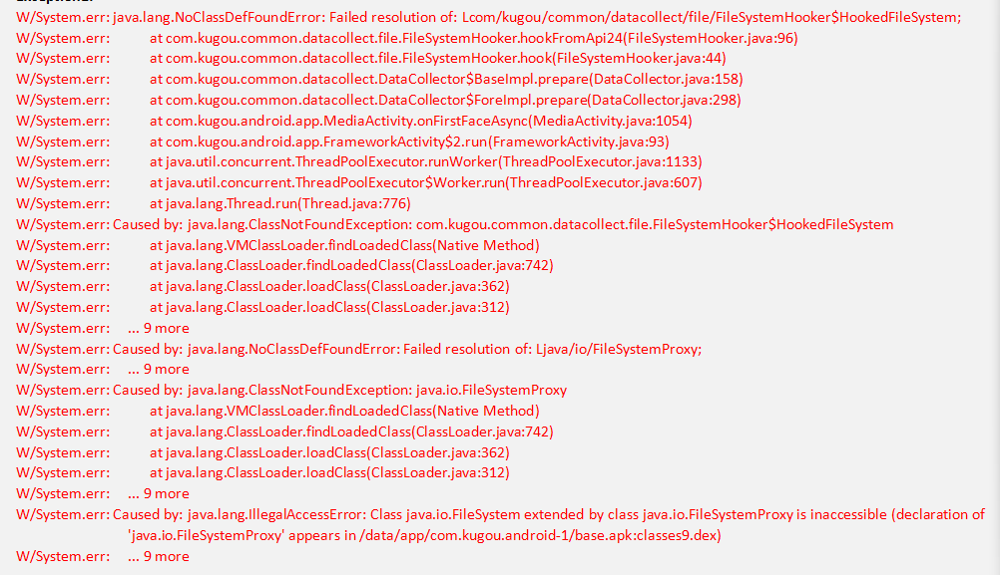 W/System.err: java.lang.NoClassDefFoundError: Failed resolution of: Lcom/kugou/common/datacollect/file/FileSystemHooker$HookedFileSystem;
W/System.err: at com.kugou.common.datacollect.file.FileSystemHooker.hookFromApi24(FileSystemHooker.java:96)
W/System.err: at com.kugou.common.datacollect.file.FileSystemHooker.hook(FileSystemHooker.java:44)
W/System.err: at com.kugou.common.datacollect.DataCollector$BaseImpl.prepare(DataCollector.java:158)
W/System.err: at com.kugou.common.datacollect.DataCollector$ForeImpl.prepare(DataCollector.java:298)
W/System.err: at com.kugou.android.app.MediaActivity.onFirstFaceAsync(MediaActivity.java:1054)
W/System.err: at com.kugou.android.app.FrameworkActivity$2.run(FrameworkActivity.java:93)
W/System.err: at java.util.concurrent.ThreadPoolExecutor.runWorker(ThreadPoolExecutor.java:1133)
W/System.err: at java.util.concurrent.ThreadPoolExecutor$Worker.run(ThreadPoolExecutor.java:607)
W/System.err: at java.lang.Thread.run(Thread.java:776)
W/System.err: Caused by: java.lang.ClassNotFoundException: com.kugou.common.datacollect.file.FileSystemHooker$HookedFileSystem
W/System.err: at java.lang.VMClassLoader.findLoadedClass(Native Method)
W/System.err: at java.lang.ClassLoader.findLoadedClass(ClassLoader.java:742)
W/System.err: at java.lang.ClassLoader.loadClass(ClassLoader.java:362)
W/System.err: at java.lang.ClassLoader.loadClass(ClassLoader.java:312)
W/System.err: ... 9 more
W/System.err: Caused by: java.lang.NoClassDefFoundError: Failed resolution of: Ljava/io/FileSystemProxy;
W/System.err: ... 9 more
W/System.err: Caused by: java.lang.ClassNotFoundException: java.io.FileSystemProxy
W/System.err: at java.lang.VMClassLoader.findLoadedClass(Native Method)
W/System.err: at java.lang.ClassLoader.findLoadedClass(ClassLoader.java:742)
W/System.err: at java.lang.ClassLoader.loadClass(ClassLoader.java:362)
W/System.err: at java.lang.ClassLoader.loadClass(ClassLoader.java:312)
W/System.err: ... 9 more
W/System.err: Caused by: java.lang.IllegalAccessError: Class java.io.FileSystem extended by class java.io.FileSystemProxy is inaccessible (declaration of
'java.io.FileSystemProxy' appears in /data/app/com.kugou.android-1/base.apk:classes9.dex)
W/System.err: ... 9 more